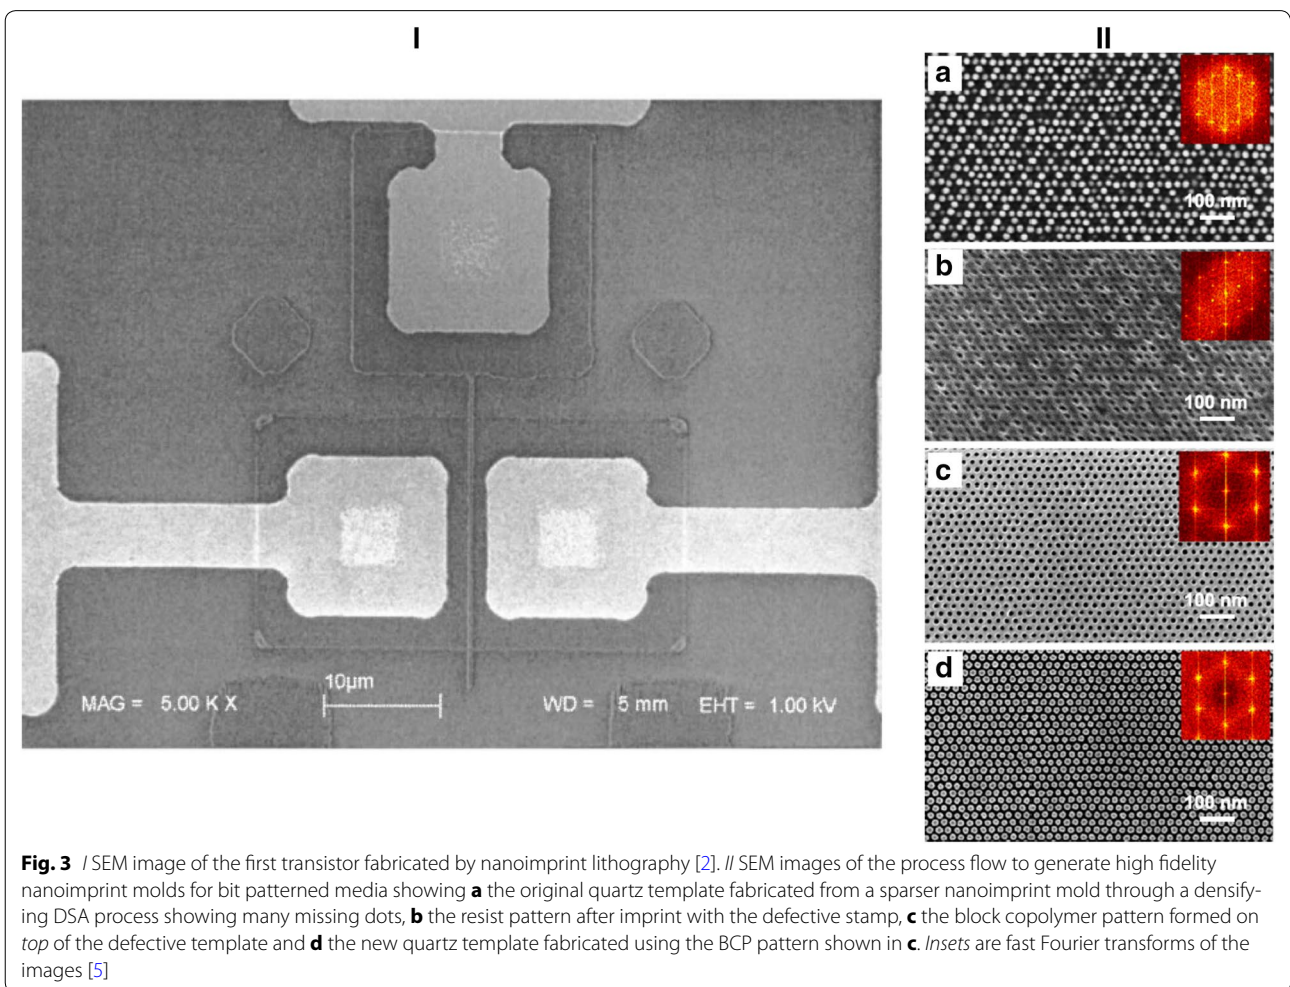 I
II
MAG = 5.00 K X
10µm
WD = 5 mm
EHT = 1.00 kV
a
100 nm
b
100 nm
c
100 nm
d
100 nm
Fig. 3 I SEM image of the first transistor fabricated by nanoimprint lithography [2]. II SEM images of the process flow to generate high fidelity
nanoimprint molds for bit patterned media showing a the original quartz template fabricated from a sparser nanoimprint mold through a densify-
ing DSA process showing many missing dots, b the resist pattern after imprint with the defective stamp, c the block copolymer pattern formed on
top of the defective template and d the new quartz template fabricated using the BCP pattern shown in c. Insets are fast Fourier transforms of the
images [5]